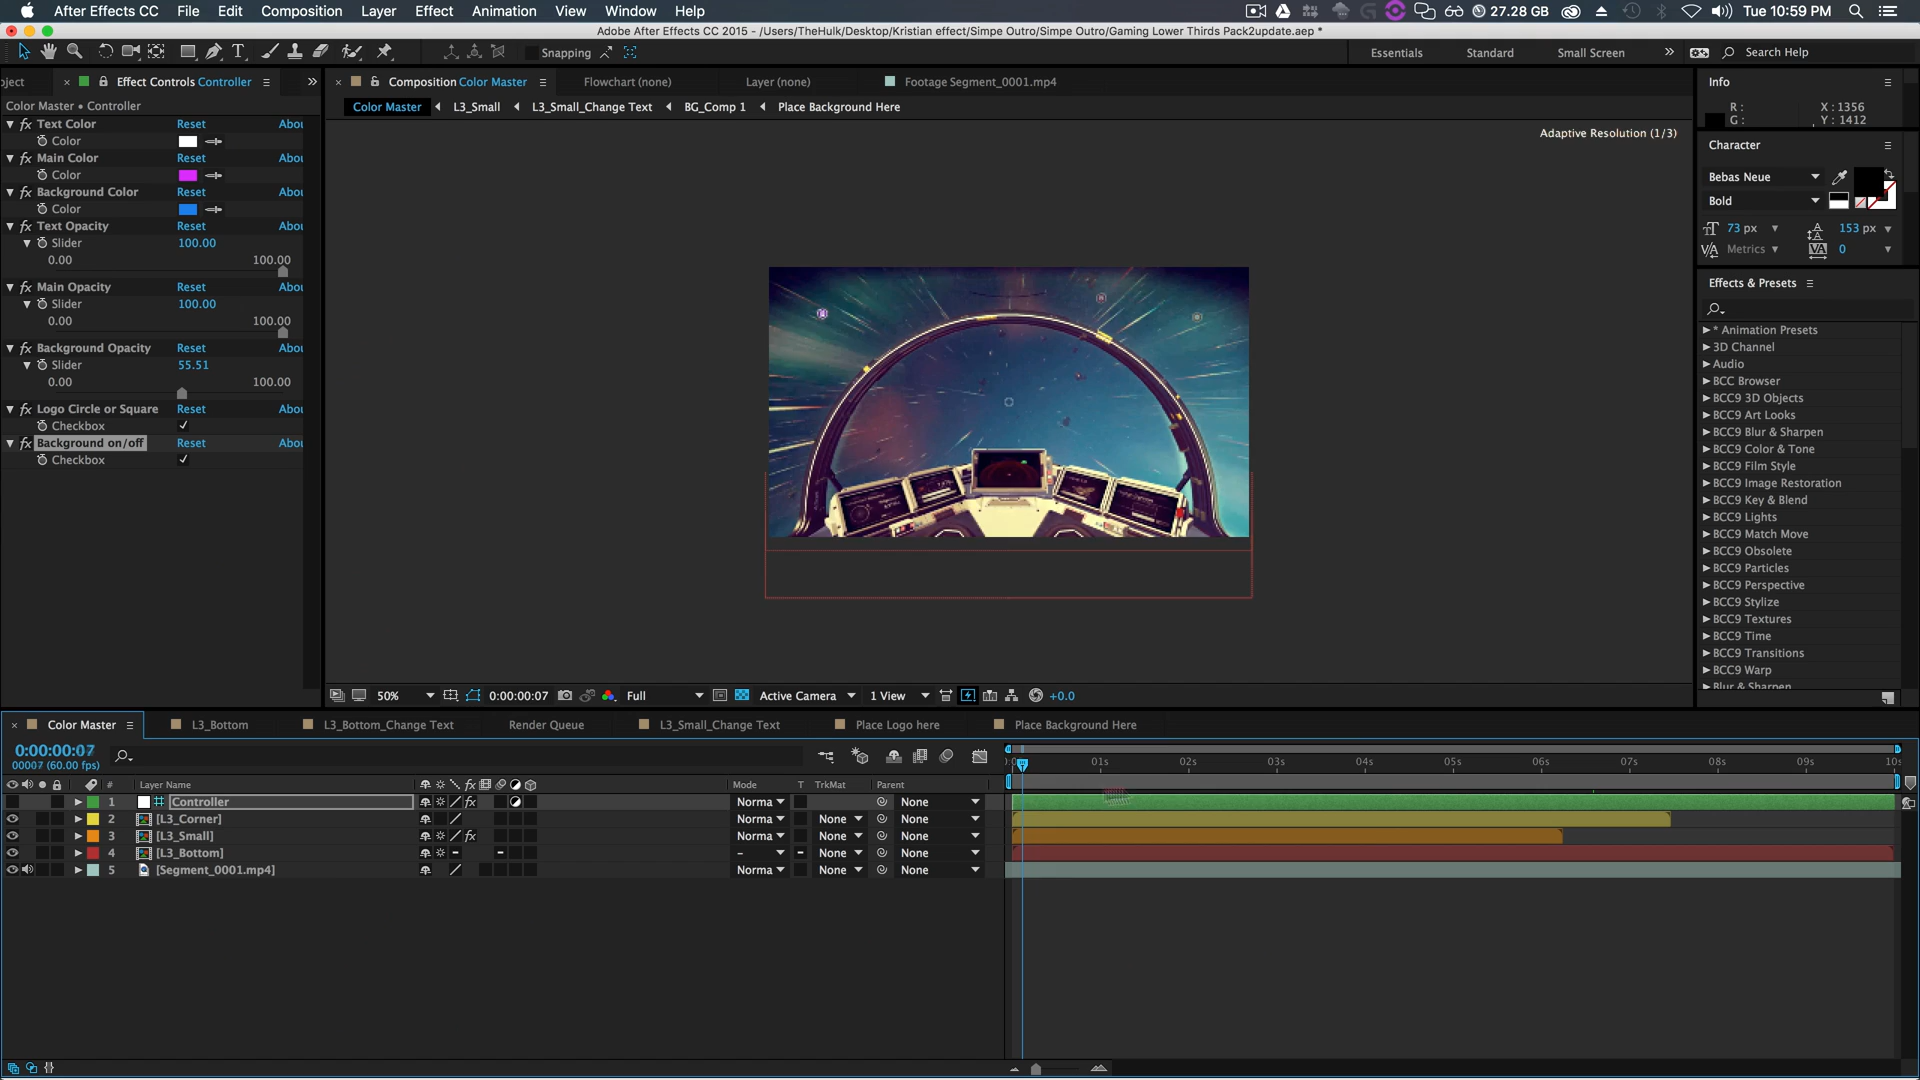 After Effects CC File Edit Composition Layer Effect Animation View Window Help 27.28 GB Tue 10:59 PM
Adobe After Effects CC 2015 - /Users/TheHulk/Desktop/Kristian effect/Simpe Outro/Simpe Outro/Gaming Lower Thirds Pack2update.aep *
Snapping Essentials Standard Small Screen Search Help
oject Effect Controls Controller Composition Color Master Flowchart (none) Layer (none) Footage Segment_0001.mp4 Info
Color Master • Controller Color Master L3_Small L3_Small_Change Text BG_Comp 1 Place Background Here R : X : 1356
G : Y : 1412
Text Color Reset Abou
Color
Adaptive Resolution (1/3)
Main Color Reset Abou
Color
Background Color Reset Abou
Color
Text Opacity Reset Abou
Slider 100.00
0.00 100.00
Main Opacity Reset Abou
Slider 100.00
0.00 100.00
Background Opacity Reset Abou
Slider 55.51
0.00 100.00
Logo Circle or Square Reset Abou
Checkbox
Background on/off Reset Abou
Checkbox
Character
Bebas Neue
Bold
73 px 153 px
Metrics 0
Effects & Presets
* Animation Presets
3D Channel
Audio
BCC Browser
BCC9 3D Objects
BCC9 Art Looks
BCC9 Blur & Sharpen
BCC9 Color & Tone
BCC9 Film Style
BCC9 Image Restoration
BCC9 Key & Blend
BCC9 Lights
BCC9 Match Move
BCC9 Obsolete
BCC9 Particles
BCC9 Perspective
BCC9 Stylize
BCC9 Textures
BCC9 Time
BCC9 Transitions
BCC9 Warp
Blur & Sharpen
50% 0:00:00:07 Full Active Camera 1 View +0.0
Color Master L3_Bottom L3_Bottom_Change Text Render Queue L3_Small_Change Text Place Logo here Place Background Here
0:00:00:07
00007 (60.00 fps)
01s 02s 03s 04s 05s 06s 07s 08s 09s 10s
# Layer Name Mode T TrkMat Parent
1 Controller Norma None
2 [L3_Corner] Norma None None
3 [L3_Small] Norma None None
4 [L3_Bottom] – None None
5 [Segment_0001.mp4] Norma None None